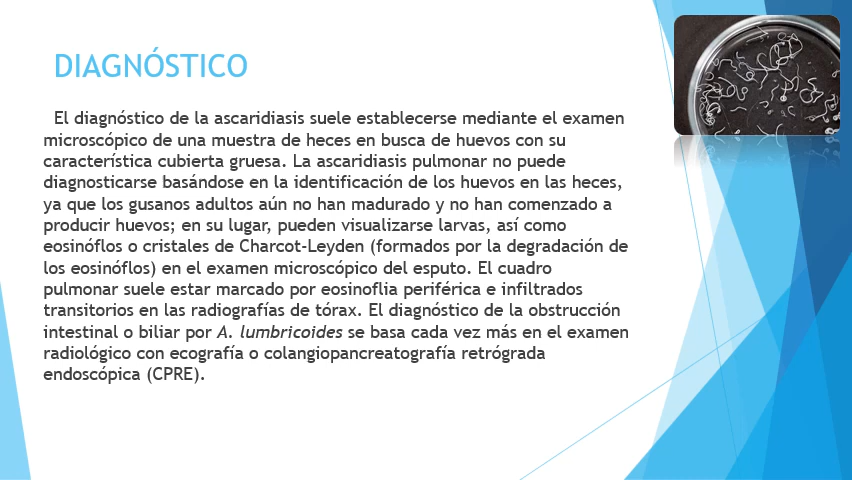 DIAGNÓSTICO
El diagnóstico de la ascaridiasis suele establecerse mediante el examen
microscópico de una muestra de heces en busca de huevos con su
característica cubierta gruesa. La ascaridiasis pulmonar no puede
diagnosticarse basándose en la identificación de los huevos en las heces,
ya que los gusanos adultos aún no han madurado y no han comenzado a
producir huevos; en su lugar, pueden visualizarse larvas, así como
eosinóflos o cristales de Charcot-Leyden (formados por la degradación de
los eosinóflos) en el examen microscópico del esputo. El cuadro
pulmonar suele estar marcado por eosinoflia periférica e infiltrados
transitorios en las radiografías de tórax. El diagnóstico de la obstrucción
intestinal o biliar por A. lumbricoides se basa cada vez más en el examen
radiológico con ecografía o colangiopancreatografía retrógrada
endoscópica (CPRE).